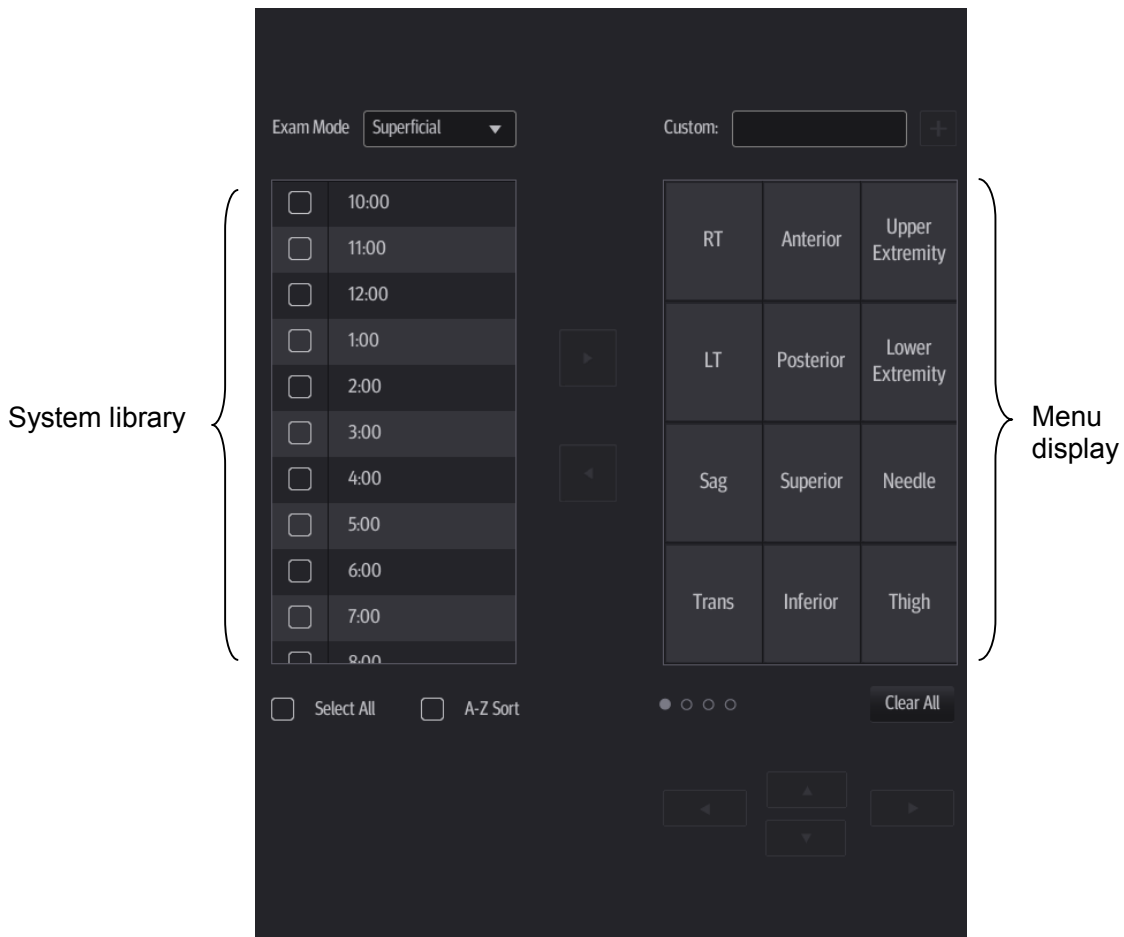 Exam Mode
Superficial
Custom:
System library
10:00
11:00
12:00
1:00
2:00
3:00
4:00
5:00
6:00
7:00
8:00
RT
Anterior
Upper
Extremity
LT
Posterior
Lower
Extremity
Sag
Superior
Needle
Trans
Inferior
Thigh
Menu
display
Select All
A-Z Sort
Clear All